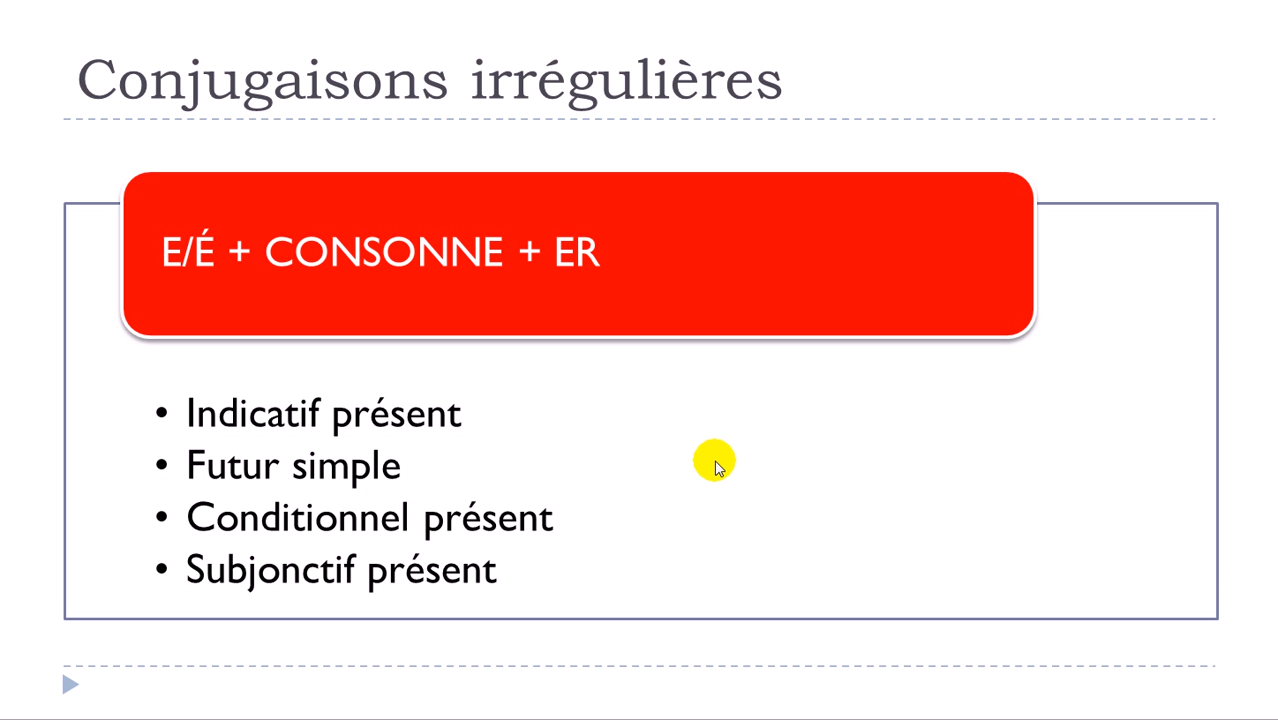 Conjugaisons irrégulières
E/É + CONSONNE + ER
• Indicatif présent
• Futur simple
• Conditionnel présent
• Subjonctif présent